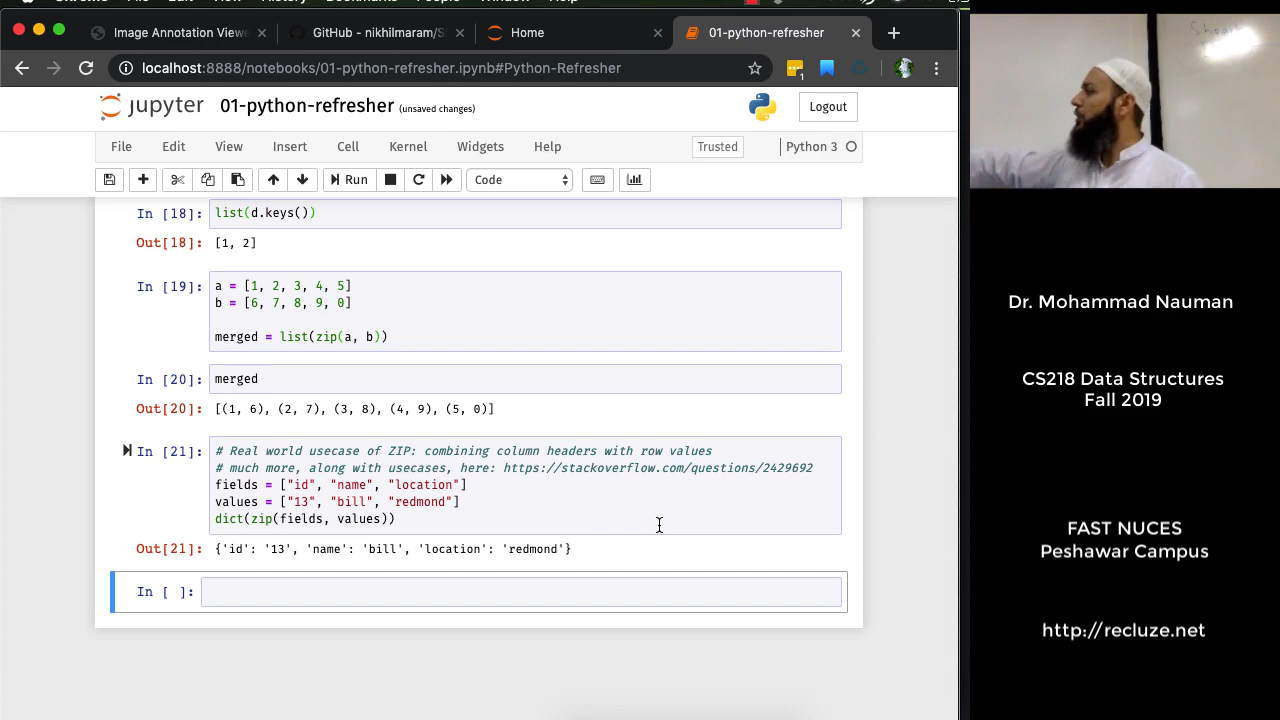 Image Annotation Viewe
GitHub - nikhilmaram/S
Home
01-python-refresher
localhost:8888/notebooks/01-python-refresher.ipynb#Python-Refresher
1
jupyter 01-python-refresher (unsaved changes)
Logout
File Edit View Insert Cell Kernel Widgets Help
Trusted
Python 3
Run
Code
In [18]: list(d.keys())
Out[18]: [1, 2]
In [19]: a = [1, 2, 3, 4, 5]
b = [6, 7, 8, 9, 0]
merged = list(zip(a, b))
In [20]: merged
Out[20]: [(1, 6), (2, 7), (3, 8), (4, 9), (5, 0)]
In [21]: # Real world usecase of ZIP: combining column headers with row values
# much more, along with usecases, here: https://stackoverflow.com/questions/2429692
fields = ["id", "name", "location"]
values = ["13", "bill", "redmond"]
dict(zip(fields, values))
Out[21]: {'id': '13', 'name': 'bill', 'location': 'redmond'}
In [ ]:
Dr. Mohammad Nauman
CS218 Data Structures
Fall 2019
FAST NUCES
Peshawar Campus
http://recluze.net